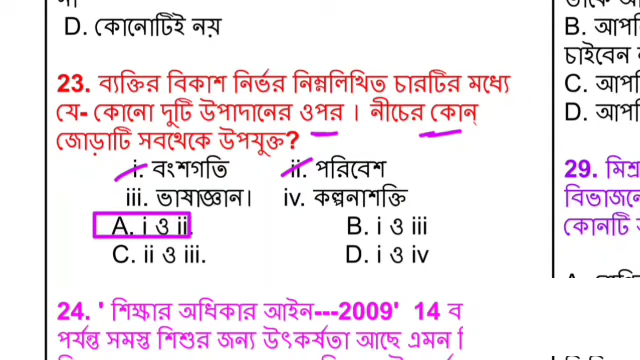 না
D. কোনোটিই নয়
23. ব্যক্তির বিকাশ নির্ভর নিম্নলিখিত চারটির মধ্যে
যে- কোনো দুটি উপাদানের ওপর । নীচের কোন্
জোড়াটি সবথেকে উপযুক্ত?
i. বংশগতি ii. পরিবেশ
iii. ভাষাজ্ঞান। iv. কল্পনাশক্তি
A. i ও ii. B. i ও iii
C. ii ও iii. D. i ও iv
24. ' শিক্ষার অধিকার আইন---2009' 14 ব
পর্যন্ত সমস্ত শিশুর জন্য উৎকর্ষতা আছে এমন
B. আপনি
চাইবেন
C. আপ
D. আপ
29. মিশ্র
বিভাজনে
কোনটি